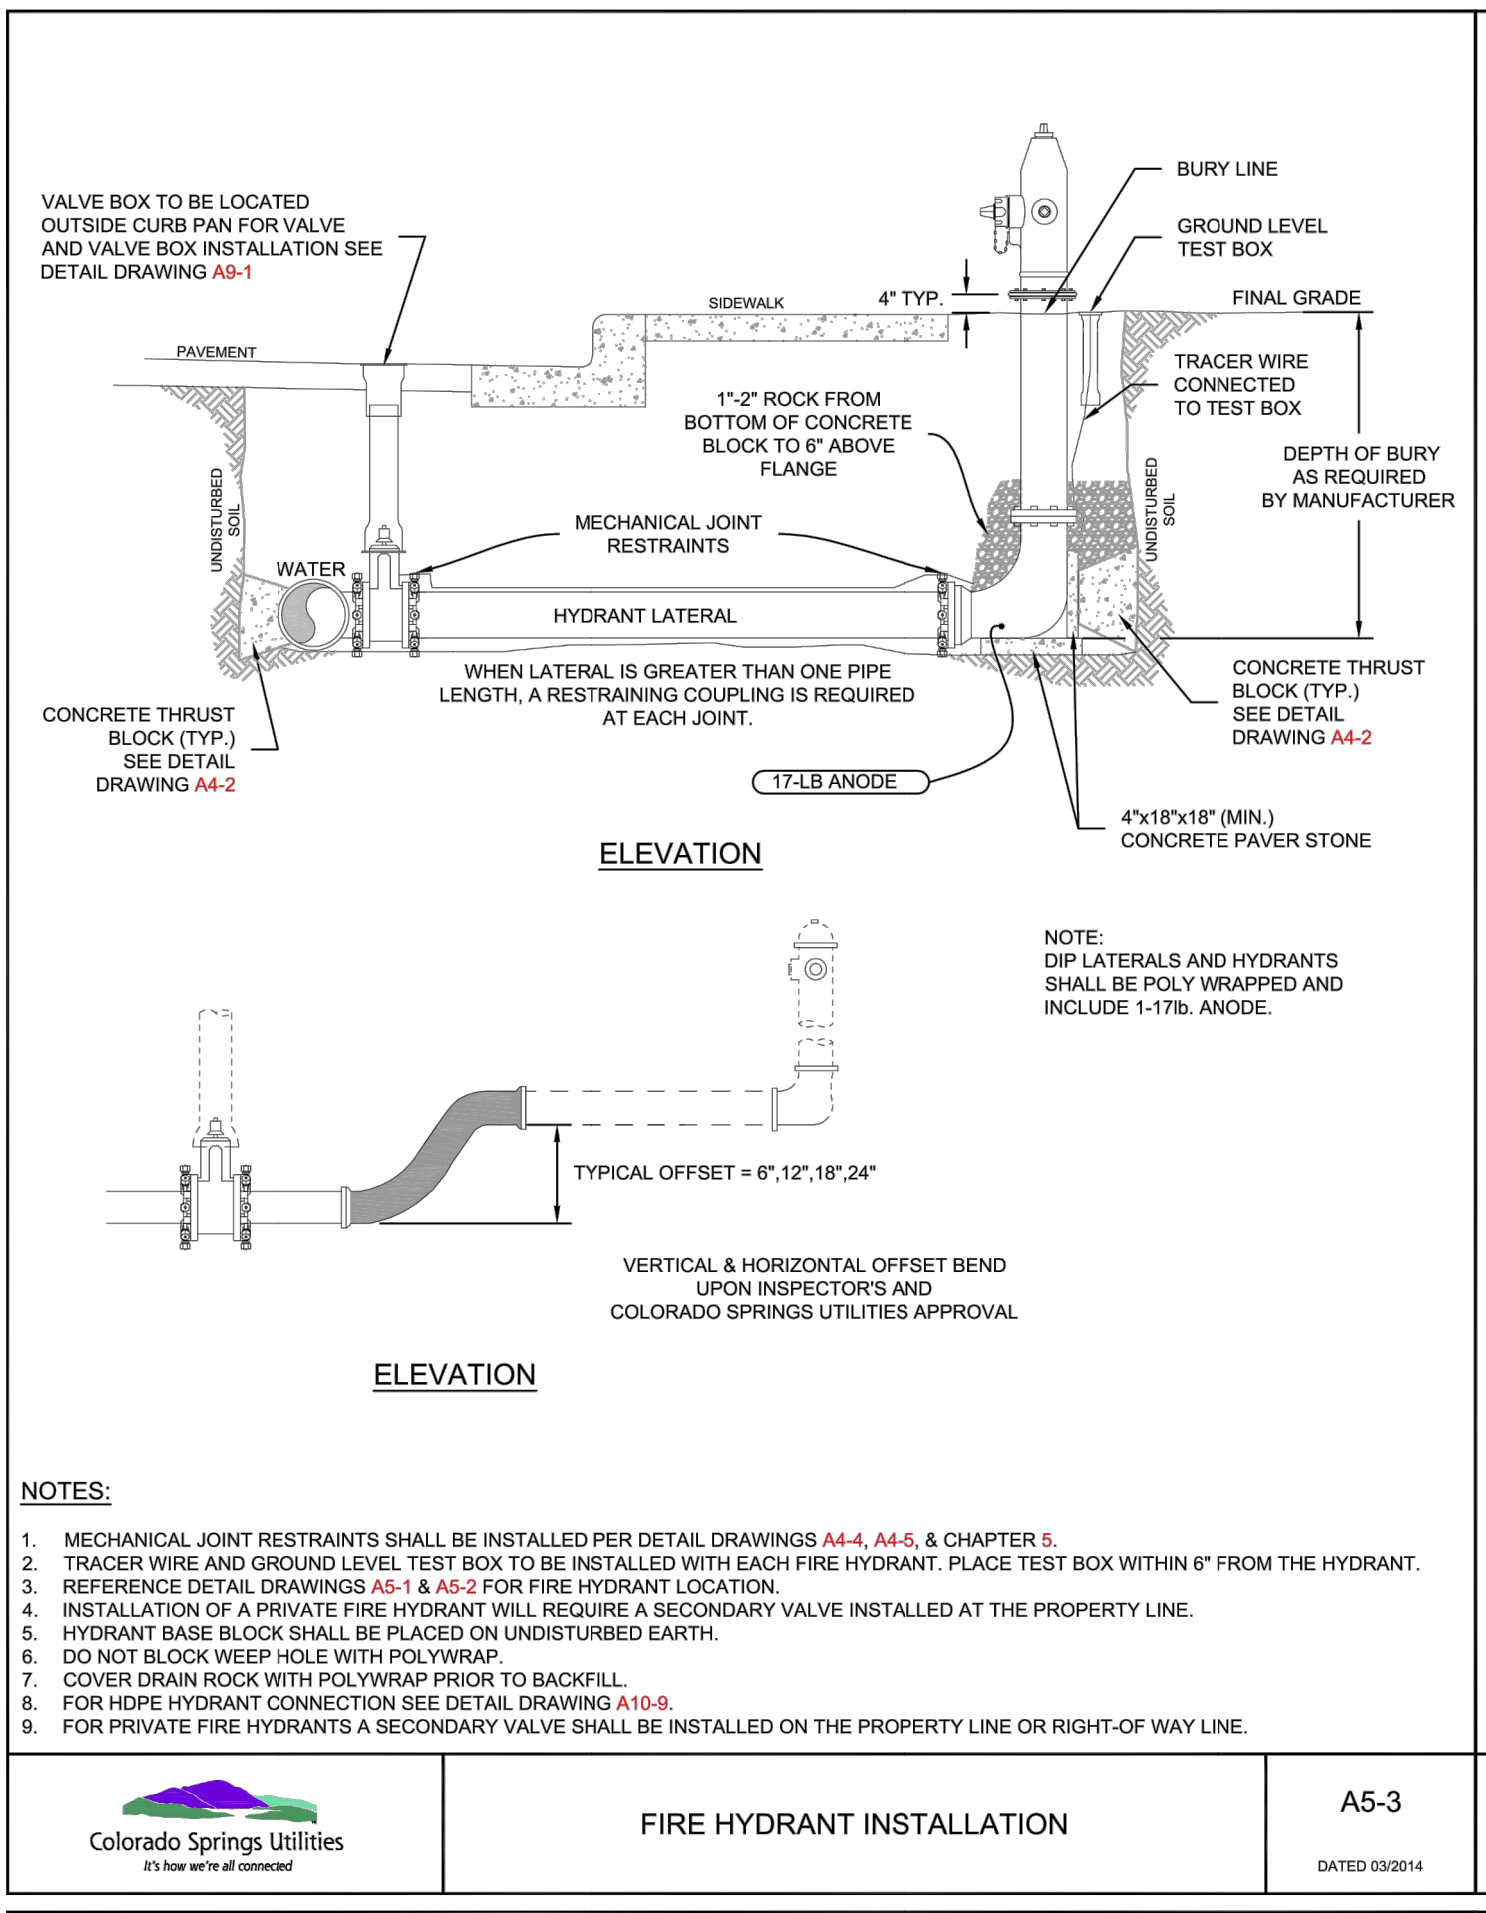 BURY LINE
VALVE BOX TO BE LOCATED
OUTSIDE CURB PAN FOR VALVE
AND VALVE BOX INSTALLATION SEE
DETAIL DRAWING A9-1
GROUND LEVEL
TEST BOX
4" TYP.
SIDEWALK
FINAL GRADE
PAVEMENT
TRACER WIRE
CONNECTED
TO TEST BOX
1"-2" ROCK FROM
BOTTOM OF CONCRETE
BLOCK TO 6" ABOVE
FLANGE
DEPTH OF BURY
AS REQUIRED
BY MANUFACTURER
UNDISTURBED
SOIL
UNDISTURBED
SOIL
MECHANICAL JOINT
RESTRAINTS
WATER
HYDRANT LATERAL
WHEN LATERAL IS GREATER THAN ONE PIPE
LENGTH, A RESTRAINING COUPLING IS REQUIRED
AT EACH JOINT.
CONCRETE THRUST
BLOCK (TYP.)
SEE DETAIL
DRAWING A4-2
CONCRETE THRUST
BLOCK (TYP.)
SEE DETAIL
DRAWING A4-2
17-LB ANODE
4"x18"x18" (MIN.)
CONCRETE PAVER STONE
ELEVATION
NOTE:
DIP LATERALS AND HYDRANTS
SHALL BE POLY WRAPPED AND
INCLUDE 1-17lb. ANODE.
TYPICAL OFFSET = 6",12",18",24"
VERTICAL & HORIZONTAL OFFSET BEND
UPON INSPECTOR'S AND
COLORADO SPRINGS UTILITIES APPROVAL
ELEVATION
NOTES:
1. MECHANICAL JOINT RESTRAINTS SHALL BE INSTALLED PER DETAIL DRAWINGS A4-4, A4-5, & CHAPTER 5.
2. TRACER WIRE AND GROUND LEVEL TEST BOX TO BE INSTALLED WITH EACH FIRE HYDRANT. PLACE TEST BOX WITHIN 6" FROM THE HYDRANT.
3. REFERENCE DETAIL DRAWINGS A5-1 & A5-2 FOR FIRE HYDRANT LOCATION.
4. INSTALLATION OF A PRIVATE FIRE HYDRANT WILL REQUIRE A SECONDARY VALVE INSTALLED AT THE PROPERTY LINE.
5. HYDRANT BASE BLOCK SHALL BE PLACED ON UNDISTURBED EARTH.
6. DO NOT BLOCK WEEP HOLE WITH POLYWRAP.
7. COVER DRAIN ROCK WITH POLYWRAP PRIOR TO BACKFILL.
8. FOR HDPE HYDRANT CONNECTION SEE DETAIL DRAWING A10-9.
9. FOR PRIVATE FIRE HYDRANTS A SECONDARY VALVE SHALL BE INSTALLED ON THE PROPERTY LINE OR RIGHT-OF WAY LINE.
Colorado Springs Utilities
It's how we're all connected
FIRE HYDRANT INSTALLATION
A5-3
DATED 03/2014